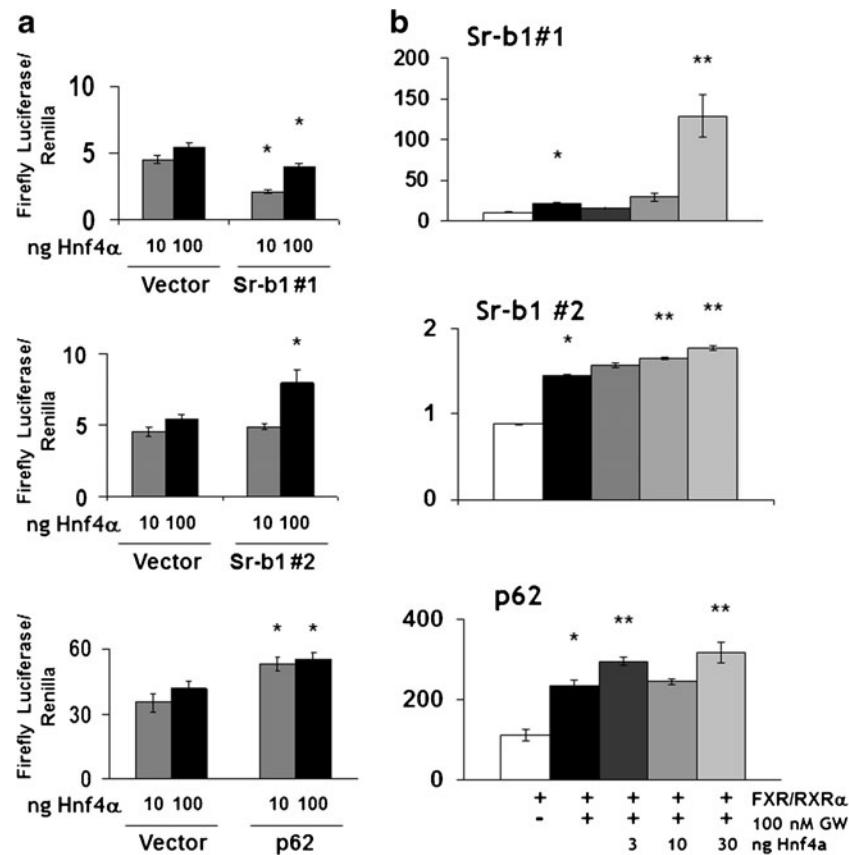 a
Firefly Luciferase/
Renilla
10
5
0
* *
ng Hnf4α 10 100 10 100
Vector Sr-b1 #1
Firefly Luciferase/
Renilla
10
5
0
*
ng Hnf4α 10 100 10 100
Vector Sr-b1 #2
Firefly Luciferase/
Renilla
60
30
0
* *
ng Hnf4α 10 100 10 100
Vector p62
b
Sr-b1#1
200
150
100
50
0
* **
Sr-b1 #2
2
1
0
* ** **
p62
400
200
0
* ** **
+ + + + + FXR/RXRα
- + + + + 100 nM GW
3 10 30 ng Hnf4a